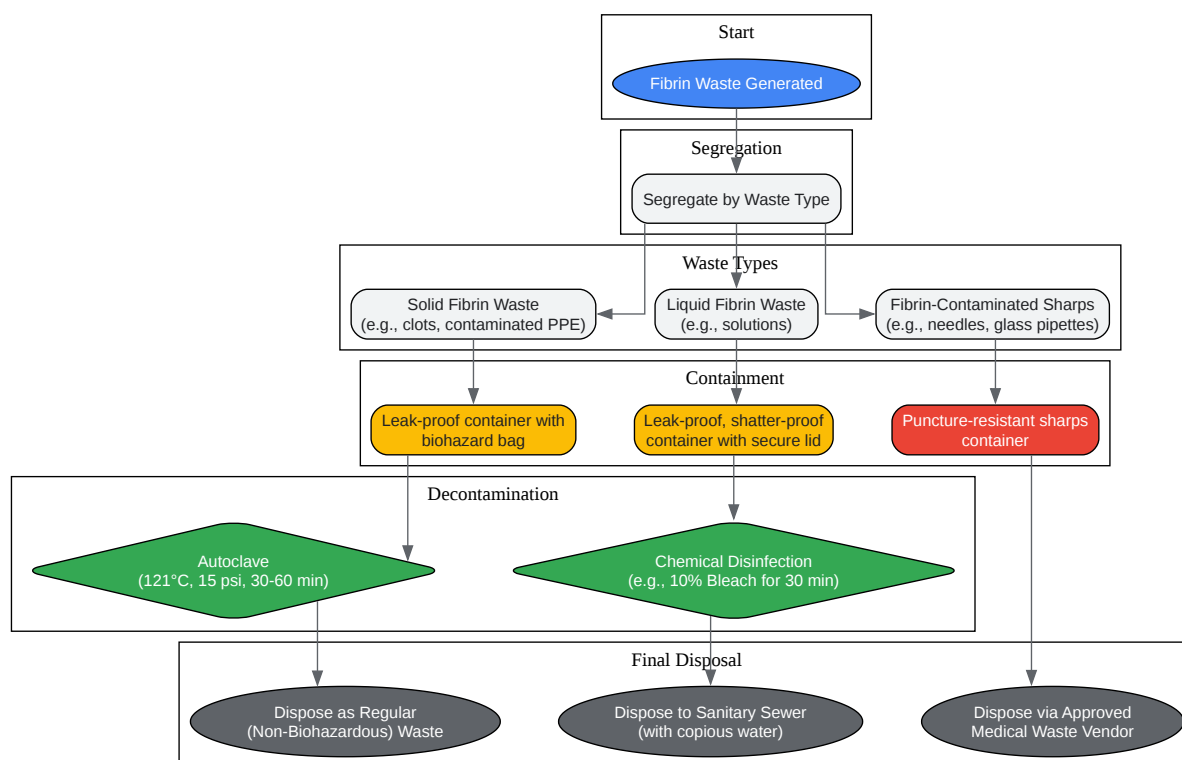 Start
Fibrin Waste Generated
Segregation
Segregate by Waste Type
Waste Types
Solid Fibrin Waste
(e.g., clots, contaminated PPE)
Liquid Fibrin Waste
(e.g., solutions)
Fibrin-Contaminated Sharps
(e.g., needles, glass pipettes)
Containment
Leak-proof container with
biohazard bag
Leak-proof, shatter-proof
container with secure lid
Puncture-resistant sharps
container
Decontamination
Autoclave
(121°C, 15 psi, 30-60 min)
Chemical Disinfection
(e.g., 10% Bleach for 30 min)
Final Disposal
Dispose as Regular
(Non-Biohazardous) Waste
Dispose to Sanitary Sewer
(with copious water)
Dispose via Approved
Medical Waste Vendor